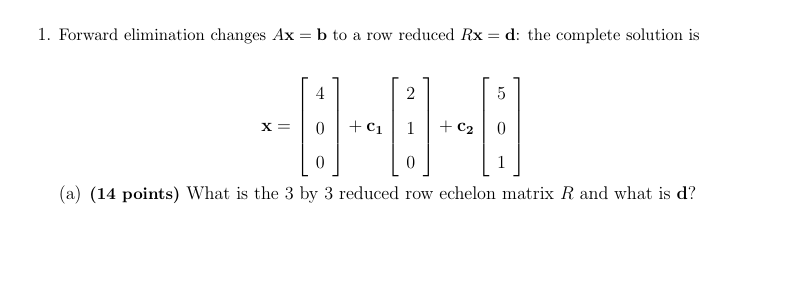 1. Forward elimination changes Ax = b to a row reduced Rx = d: the complete solution is
x = [4 0 0] + c₁ [2 1 0] + c₂ [5 0 1]
(a) (14 points) What is the 3 by 3 reduced row echelon matrix R and what is d?